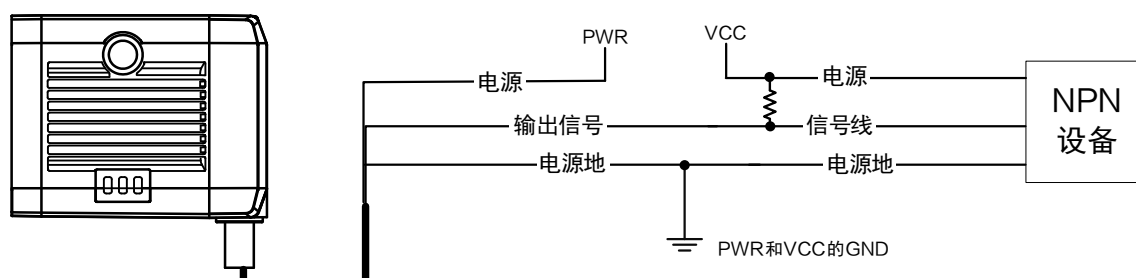 PWR
VCC
电源
电源
输出信号
信号线
NPN
设备
电源地
电源地
PWR和VCC的GND